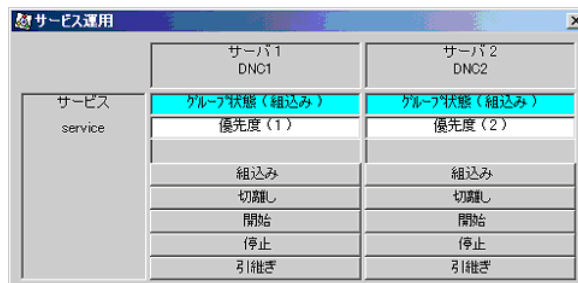 サービス運用
サーバ1 サーバ2
DNC1 DNC2
サービス グループ状態(組込み) グループ状態(組込み)
service 優先度(1) 優先度(2)
組込み 組込み
切離し 切離し
開始 開始
停止 停止
引継ぎ 引継ぎ